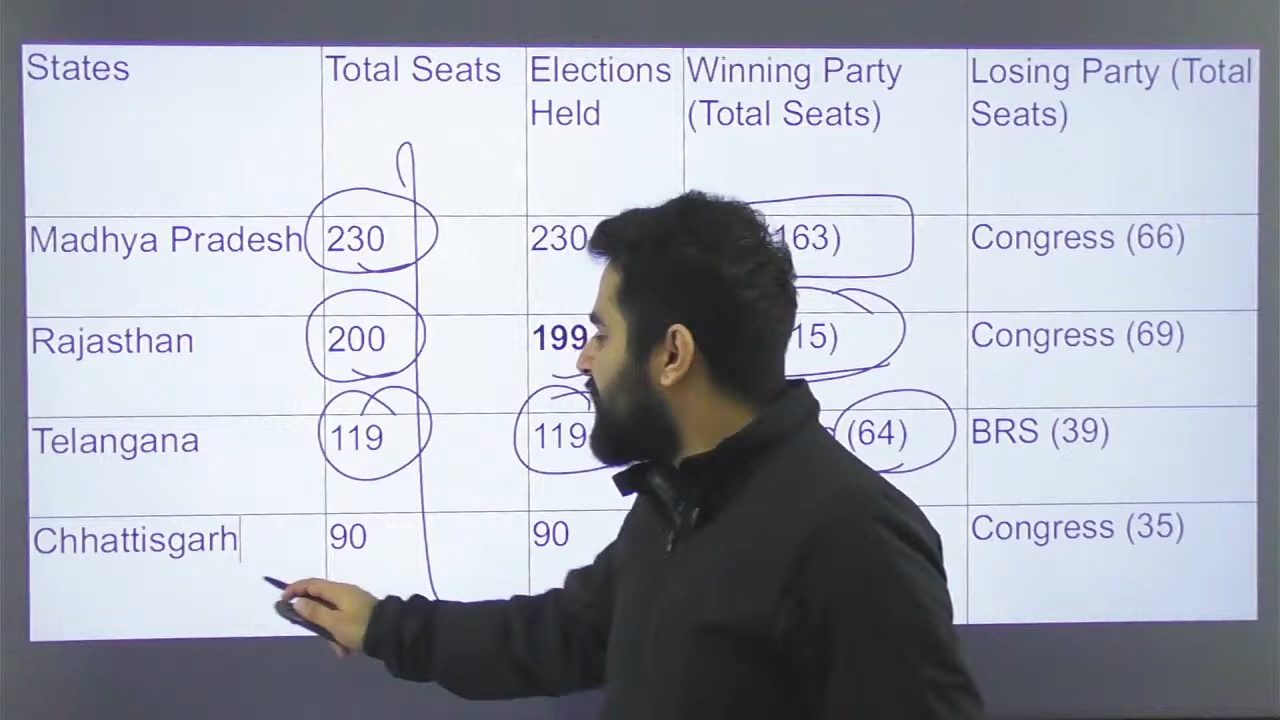 States
Total Seats
Elections
Held
Winning Party
(Total Seats)
Losing Party (Total
Seats)
Madhya Pradesh
230
230
63)
Congress (66)
Rajasthan
200
199
15)
Congress (69)
Telangana
119
119
(64)
BRS (39)
Chhattisgarh
90
90
Congress (35)